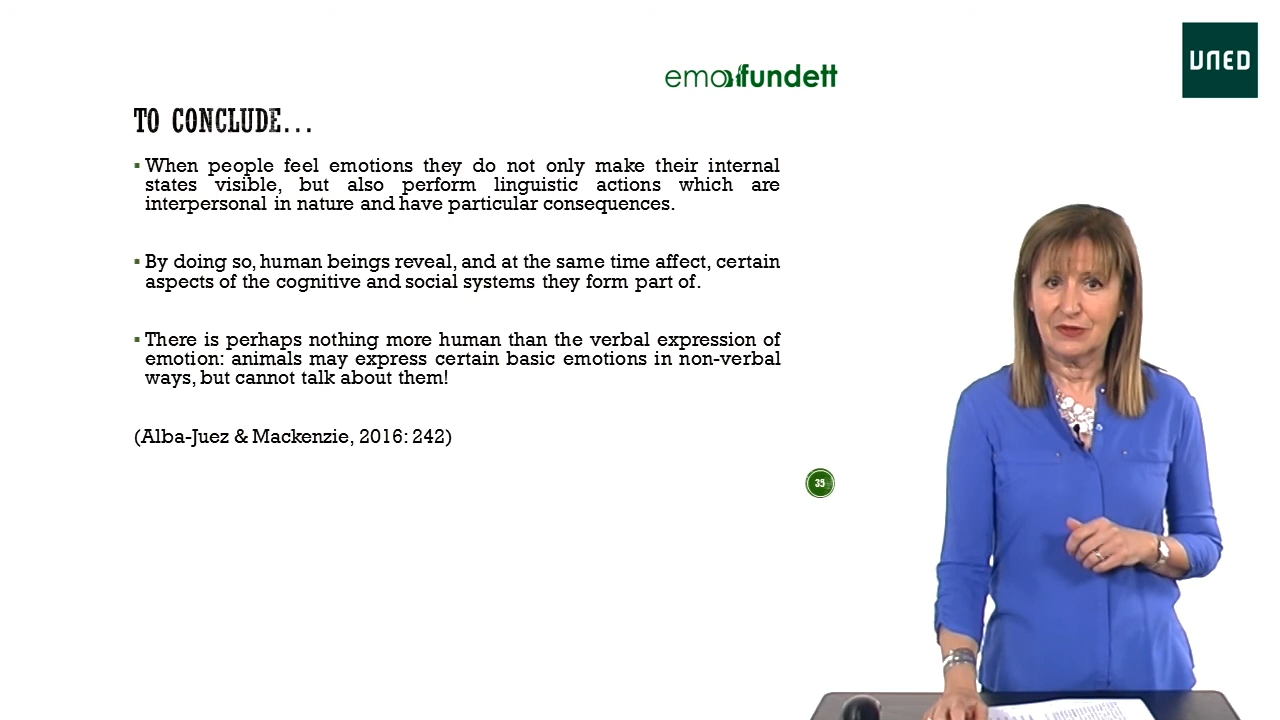 UNED
emo fundett
TO CONCLUDE...
When people feel emotions they do not only make their internal
states visible, but also perform linguistic actions which are
interpersonal in nature and have particular consequences.
By doing so, human beings reveal, and at the same time affect, certain
aspects of the cognitive and social systems they form part of.
There is perhaps nothing more human than the verbal expression of
emotion: animals may express certain basic emotions in non-verbal
ways, but cannot talk about them!
(Alba-Juez & Mackenzie, 2016: 242)
35